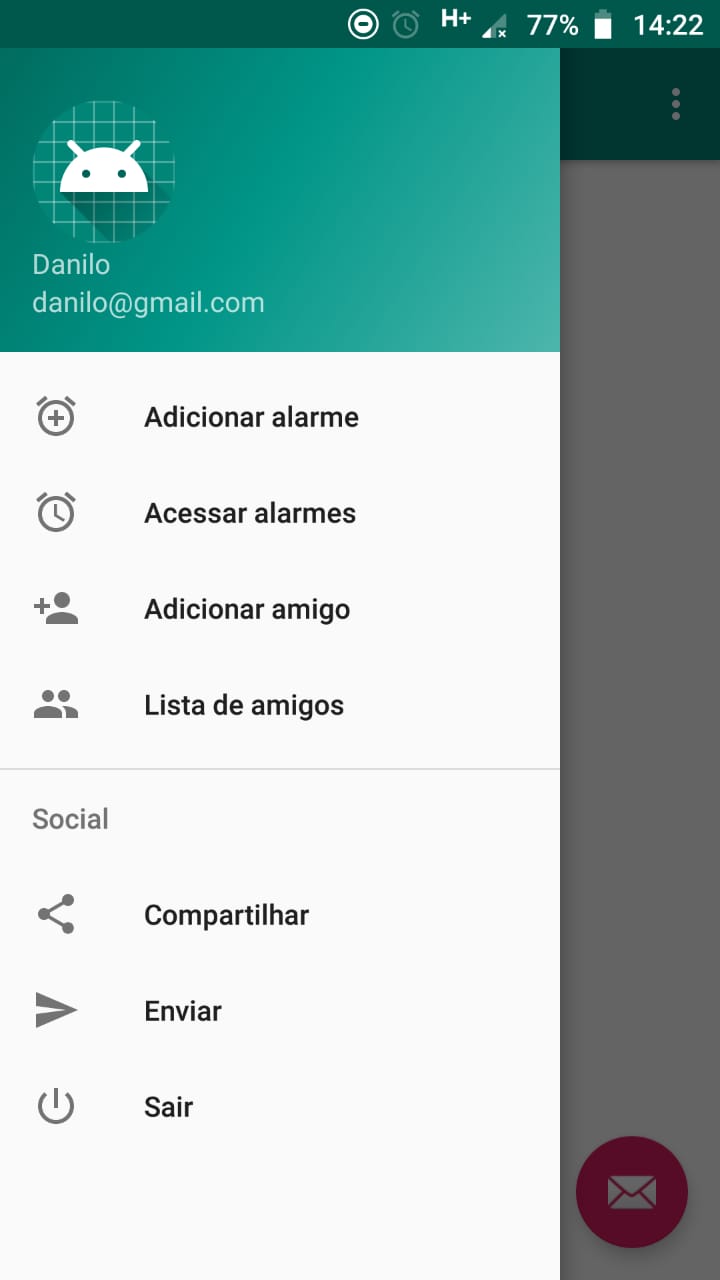 H+ 77% 14:22
Danilo
danilo@gmail.com
Adicionar alarme
Acessar alarmes
Adicionar amigo
Lista de amigos
Social
Compartilhar
Enviar
Sair